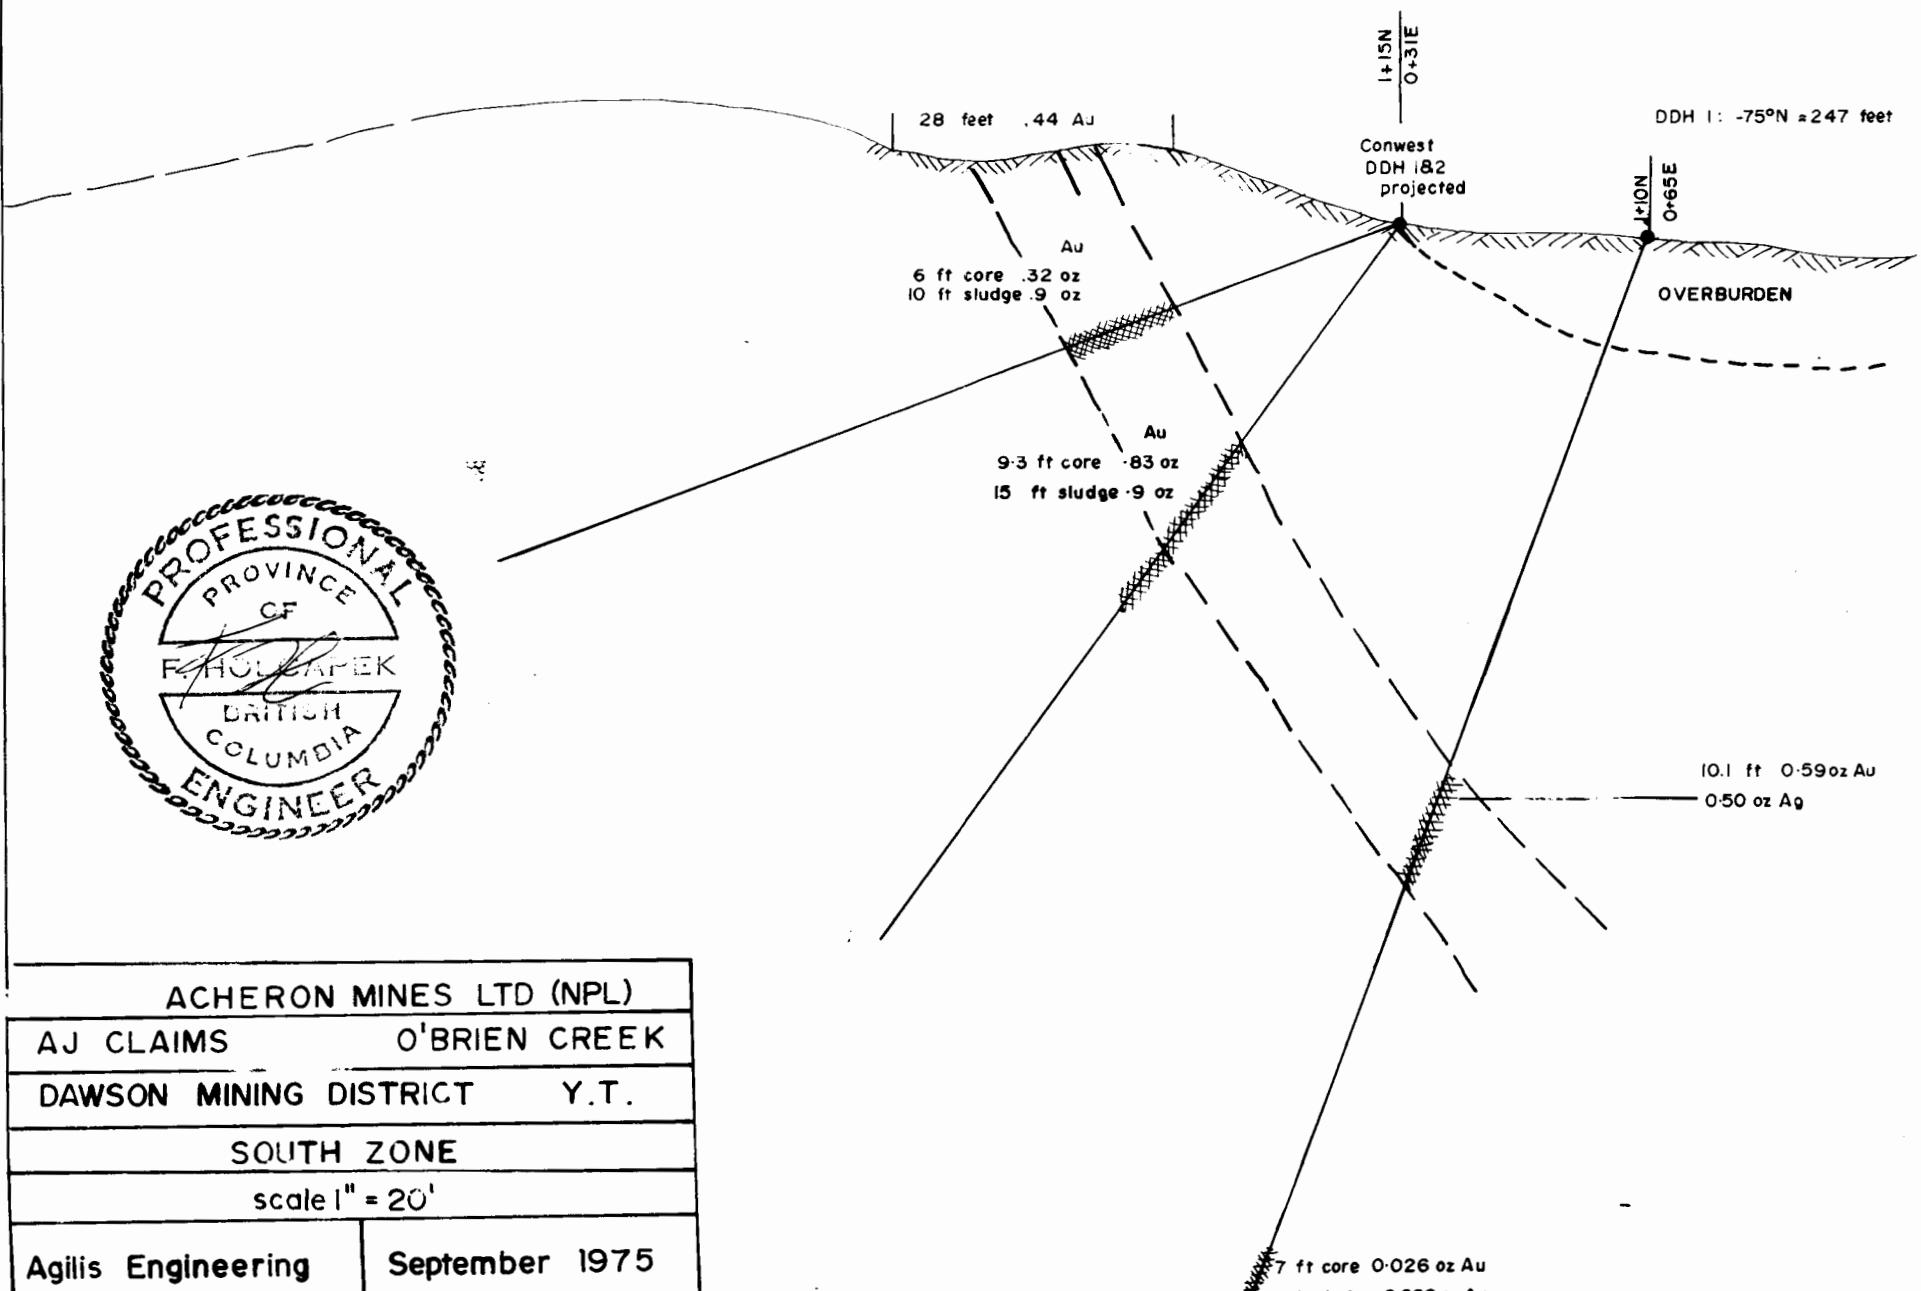 1+15N
0+31E
28 feet .44 Au
DDH 1: -75°N = 247 feet
Conwest
DDH 1&2
projected
1+10N
0+65E
Au
6 ft core .32 oz
10 ft sludge .9 oz
OVERBURDEN
Au
9·3 ft core ·83 oz
15 ft sludge ·9 oz
PROFESSIONAL
PROVINCE
OF
F. HOLCAPEK
BRITISH
COLUMBIA
ENGINEER
10.1 ft 0·59oz Au
0·50 oz Ag
ACHERON MINES LTD (NPL)
AJ CLAIMS O'BRIEN CREEK
DAWSON MINING DISTRICT Y.T.
SOUTH ZONE
scale 1" = 20'
Agilis Engineering September 1975
7 ft core 0·026 oz Au